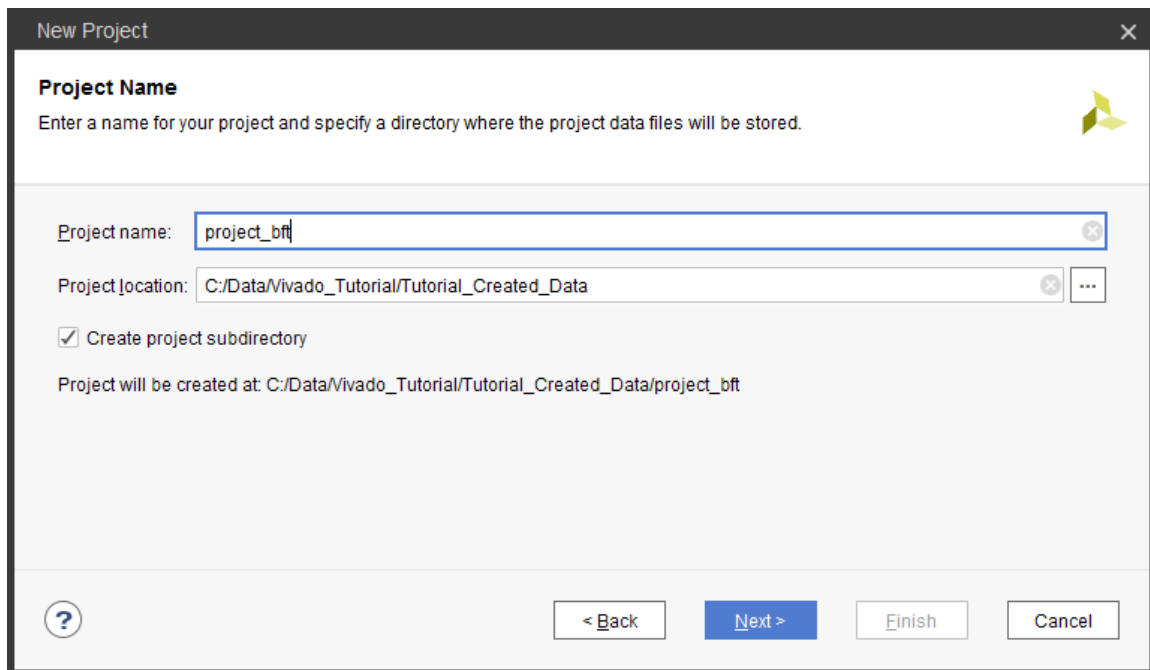 New Project
Project Name
Enter a name for your project and specify a directory where the project data files will be stored.
Project name: project_bft
Project location: C:/Data/Vivado_Tutorial/Tutorial_Created_Data ...
Create project subdirectory
Project will be created at: C:/Data/Vivado_Tutorial/Tutorial_Created_Data/project_bft
? < Back Next > Finish Cancel